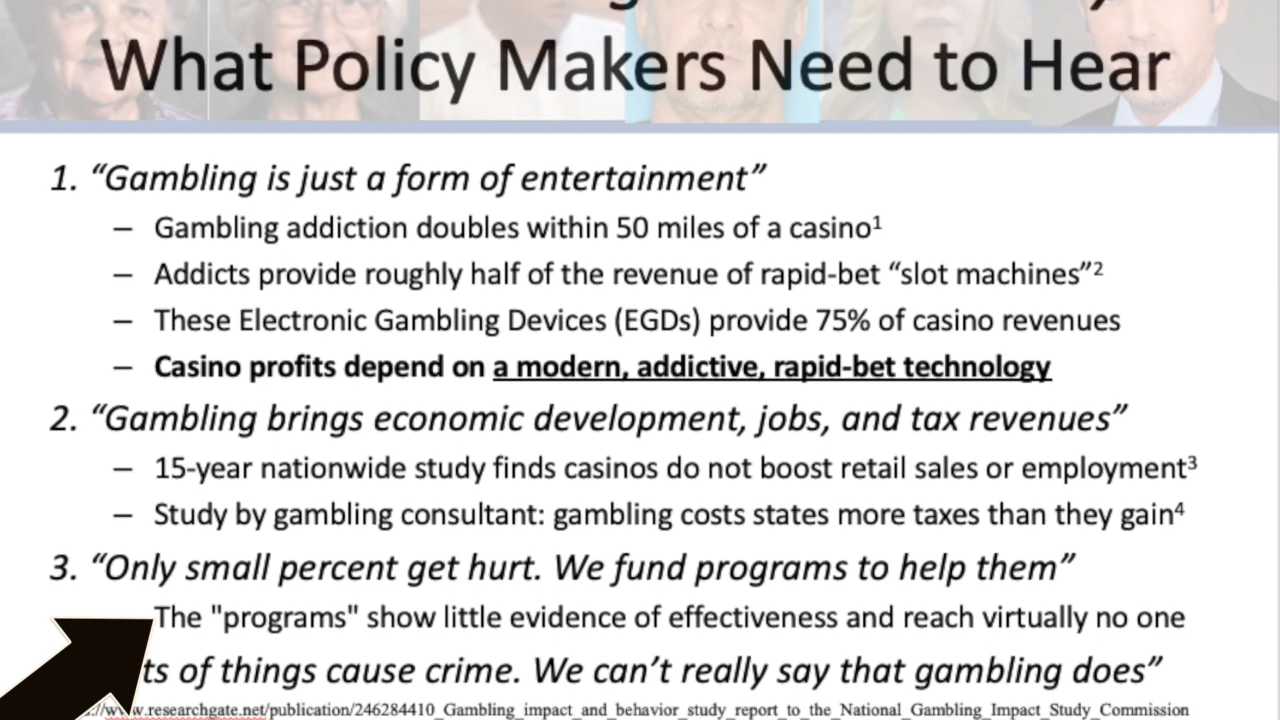 What Policy Makers Need to Hear
1. “Gambling is just a form of entertainment”
– Gambling addiction doubles within 50 miles of a casino¹
– Addicts provide roughly half of the revenue of rapid-bet “slot machines”²
– These Electronic Gambling Devices (EGDs) provide 75% of casino revenues
– Casino profits depend on a modern, addictive, rapid-bet technology
2. “Gambling brings economic development, jobs, and tax revenues”
– 15-year nationwide study finds casinos do not boost retail sales or employment³
– Study by gambling consultant: gambling costs states more taxes than they gain⁴
3. “Only small percent get hurt. We fund programs to help them”
The "programs" show little evidence of effectiveness and reach virtually no one
ts of things cause crime. We can’t really say that gambling does”
://www.researchgate.net/publication/246284410_Gambling_impact_and_behavior_study_report_to_the_National_Gambling_Impact_Study_Commission